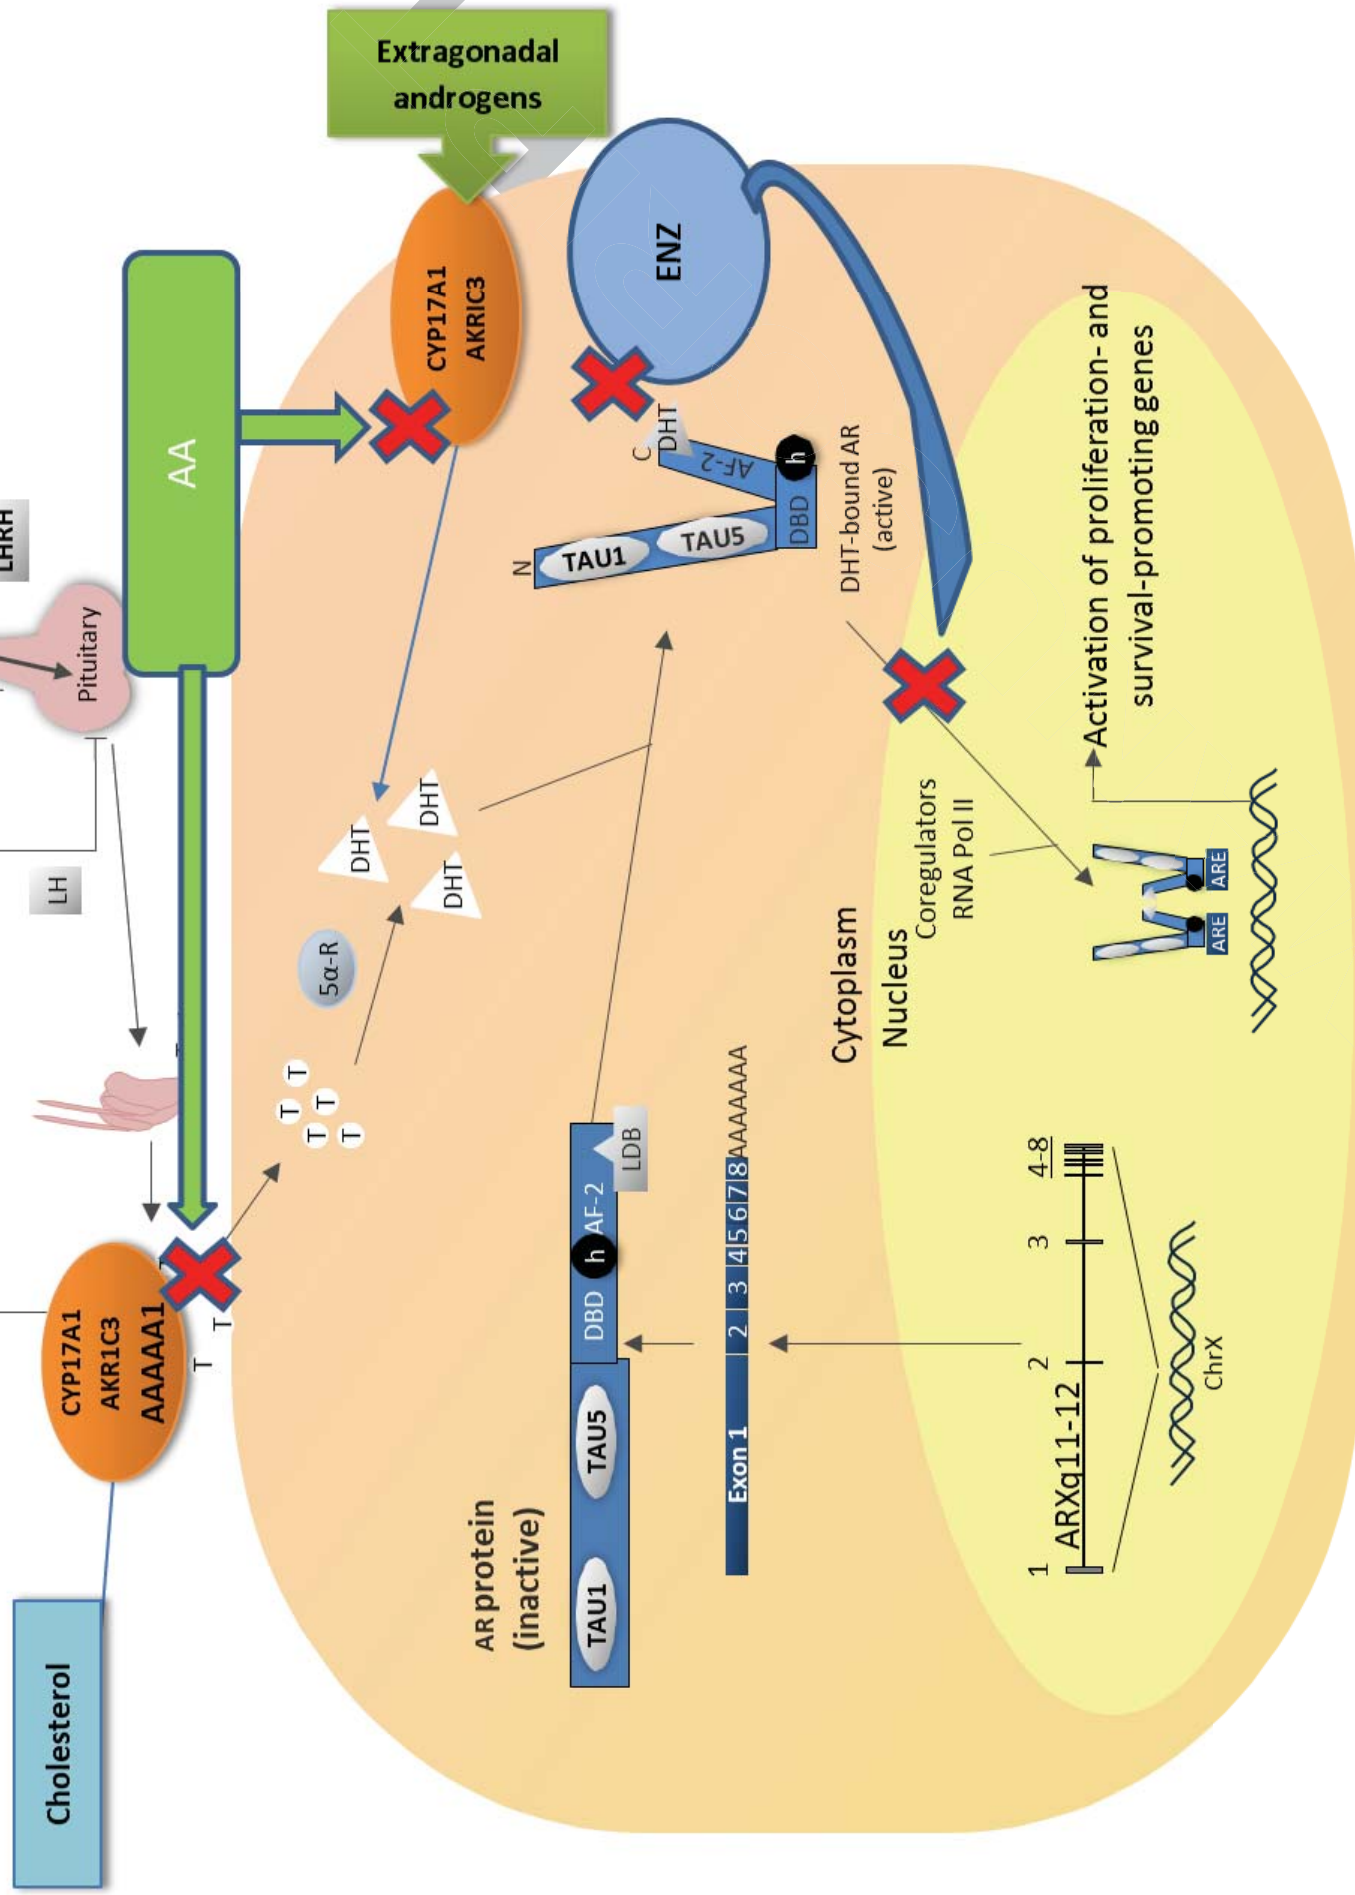 Extragonadal
androgens
LHRH
Pituitary
AA
CYP17A1
AKRIC3
ENZ
LH
Cholesterol
CYP17A1
AKR1C3
AAAAA1
T
T
T
T
T
T
T
T
5α-R
DHT
DHT
DHT
N
TAU1
TAU5
C
DHT
AF-2
DBD
h
DHT-bound AR
(active)
AR protein
(inactive)
TAU1
TAU5
DBD
h
AF-2
LDB
Exon 1 2 3 4 5 6 7 8 AAAAAAA
Cytoplasm
Nucleus
Coregulators
RNA Pol II
Activation of proliferation- and
survival-promoting genes
ARE
ARE
1 2 3 4-8
ARXq11-12
ChrX